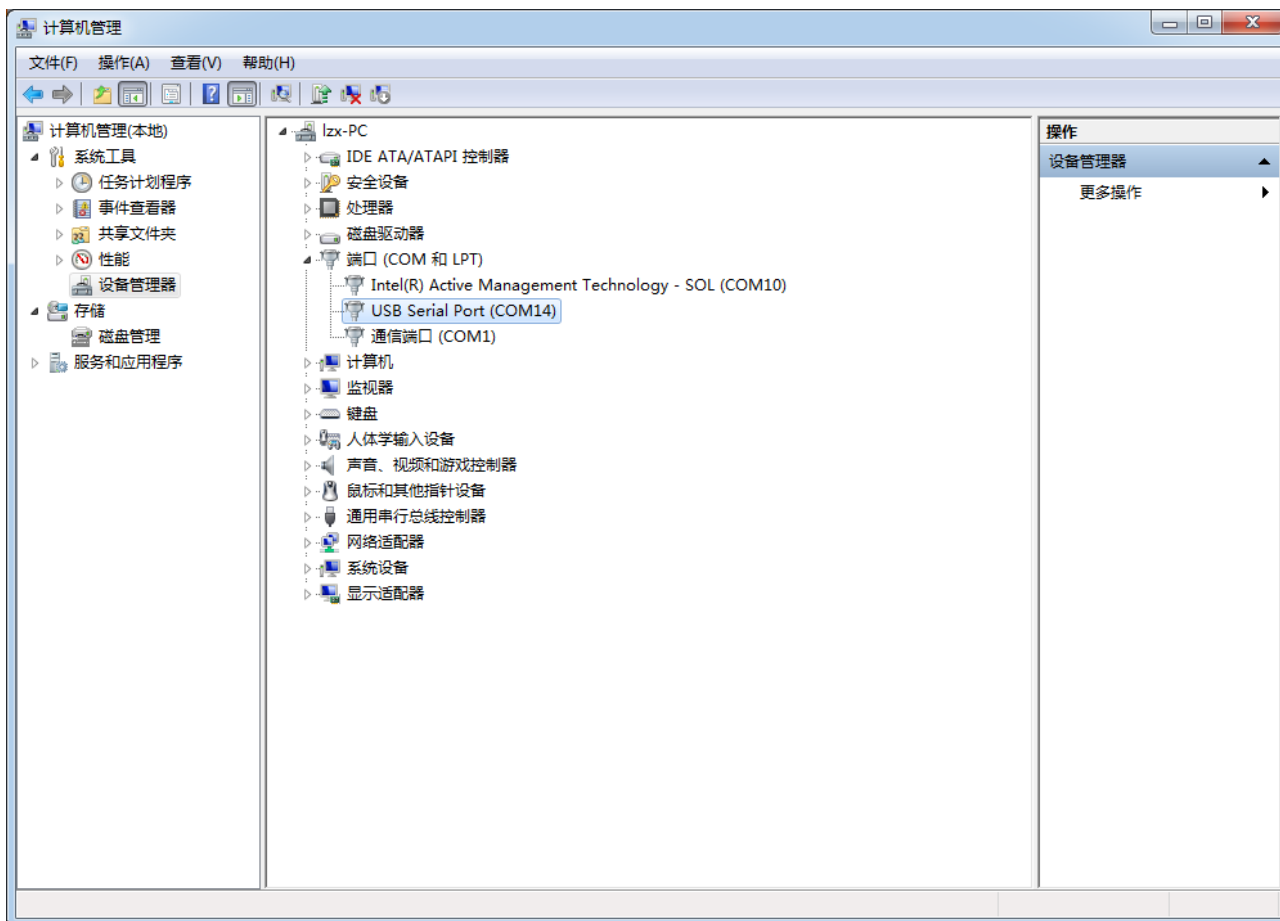 计算机管理
文件(F) 操作(A) 查看(V) 帮助(H)
计算机管理(本地)
系统工具
任务计划程序
事件查看器
共享文件夹
性能
设备管理器
存储
磁盘管理
服务和应用程序
lzx-PC
IDE ATA/ATAPI 控制器
安全设备
处理器
磁盘驱动器
端口 (COM 和 LPT)
Intel(R) Active Management Technology - SOL (COM10)
USB Serial Port (COM14)
通信端口 (COM1)
计算机
监视器
键盘
人体学输入设备
声音、视频和游戏控制器
鼠标和其他指针设备
通用串行总线控制器
网络适配器
系统设备
显示适配器
操作
设备管理器
更多操作